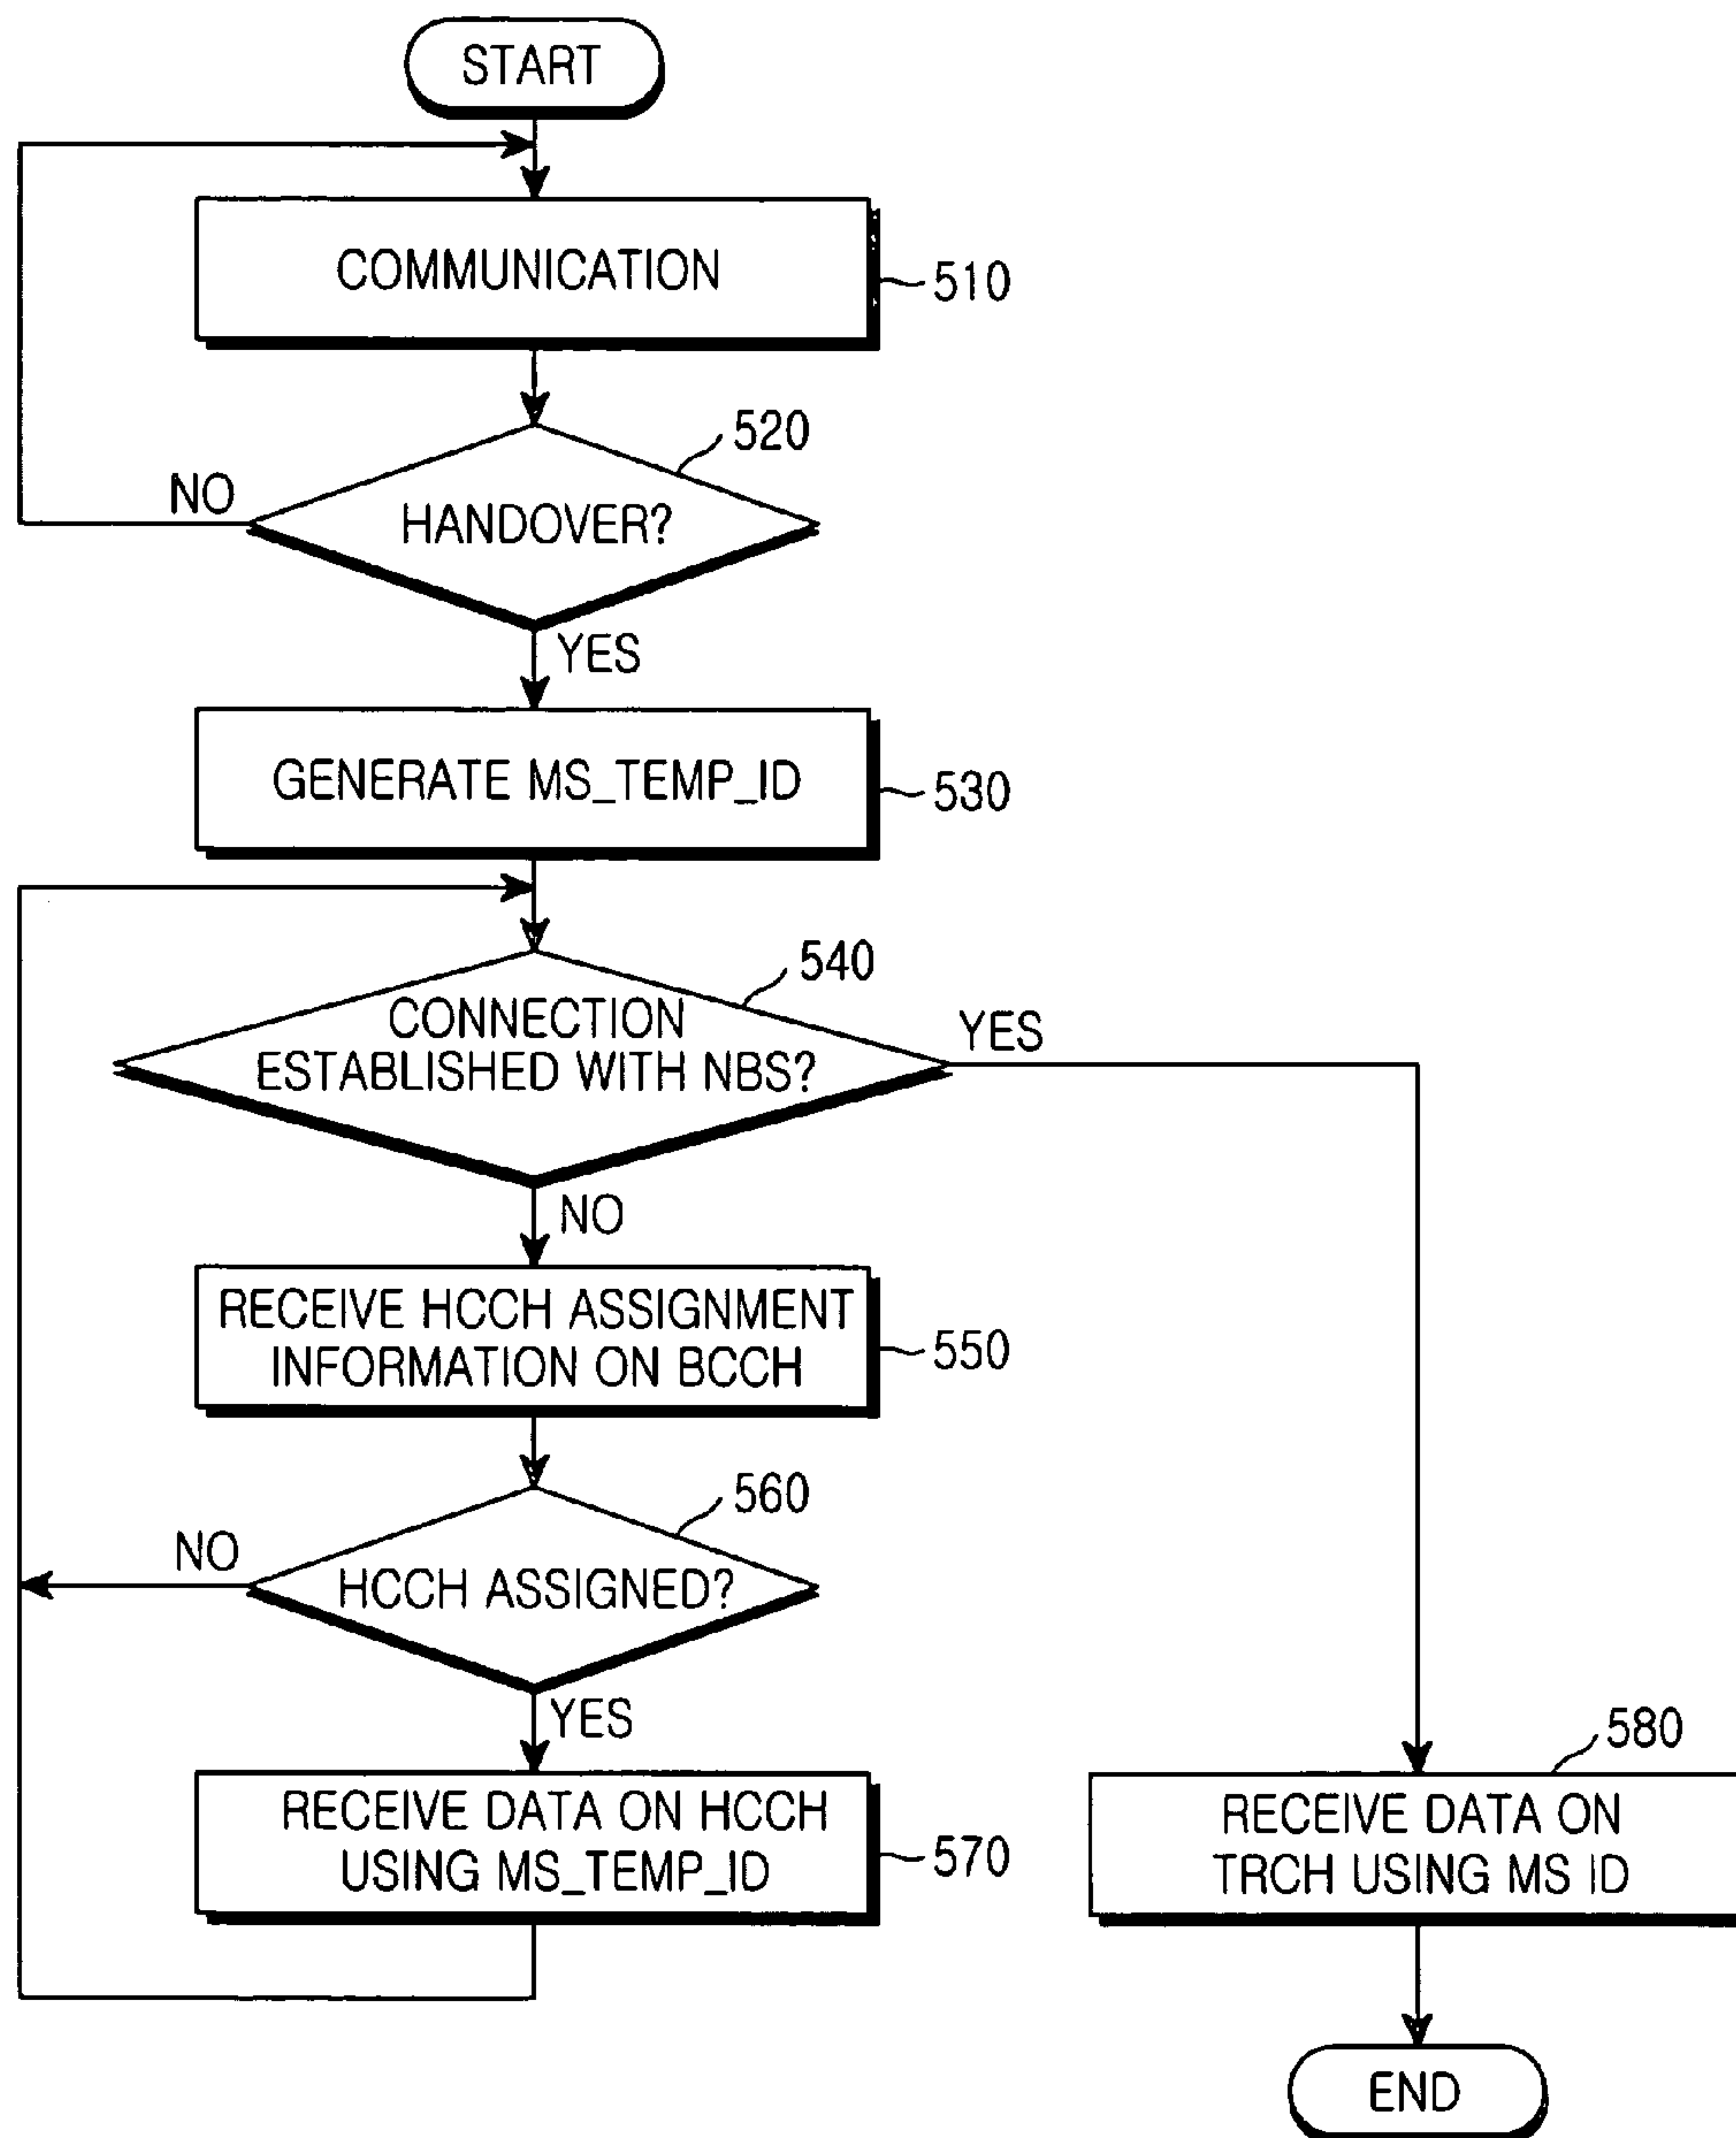 START
COMMUNICATION
510
520
NO
HANDOVER?
YES
GENERATE MS_TEMP_ID
530
540
CONNECTION
ESTABLISHED WITH NBS?
YES
NO
RECEIVE HCCH ASSIGNMENT
INFORMATION ON BCCH
550
560
NO
HCCH ASSIGNED?
YES
RECEIVE DATA ON HCCH
USING MS_TEMP_ID
570
580
RECEIVE DATA ON
TRCH USING MS ID
END